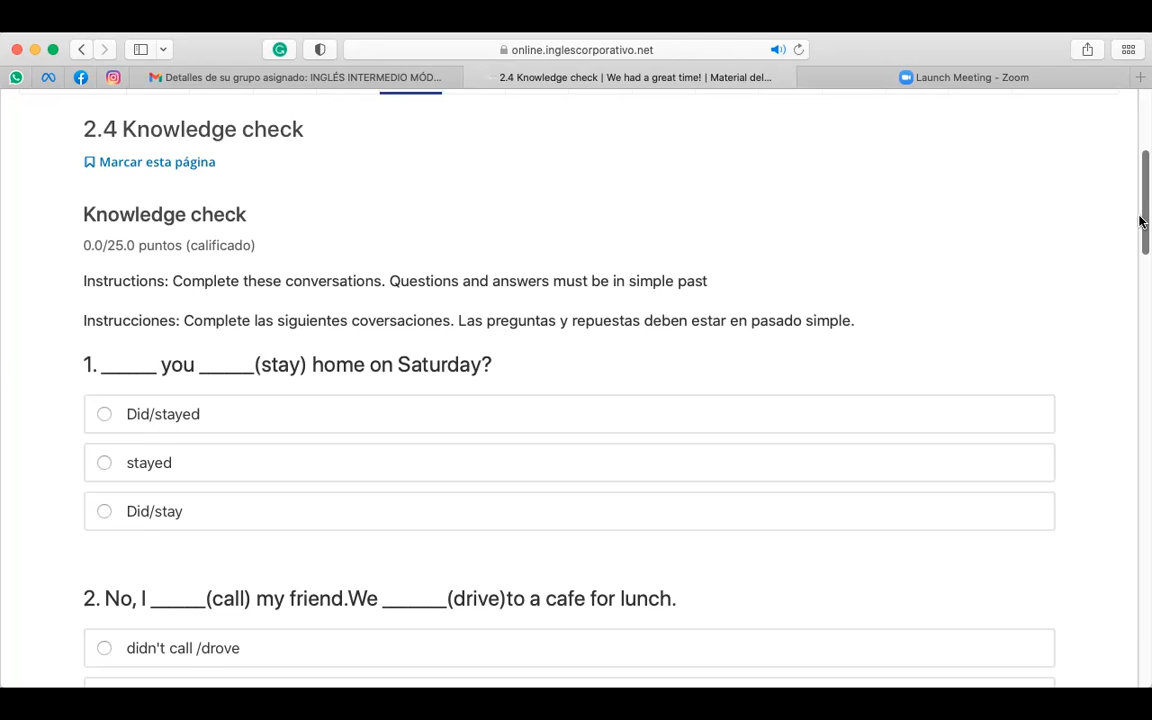 online.inglescorporativo.net
Detalles de su grupo asignado: INGLÉS INTERMEDIO MÓD...
2.4 Knowledge check | We had a great time! | Material del...
Launch Meeting - Zoom
2.4 Knowledge check
Marcar esta página
Knowledge check
0.0/25.0 puntos (calificado)
Instructions: Complete these conversations. Questions and answers must be in simple past
Instrucciones: Complete las siguientes coversaciones. Las preguntas y repuestas deben estar en pasado simple.
1. ______ you ______(stay) home on Saturday?
Did/stayed
stayed
Did/stay
2. No, I ______(call) my friend.We _______(drive)to a cafe for lunch.
didn't call /drove